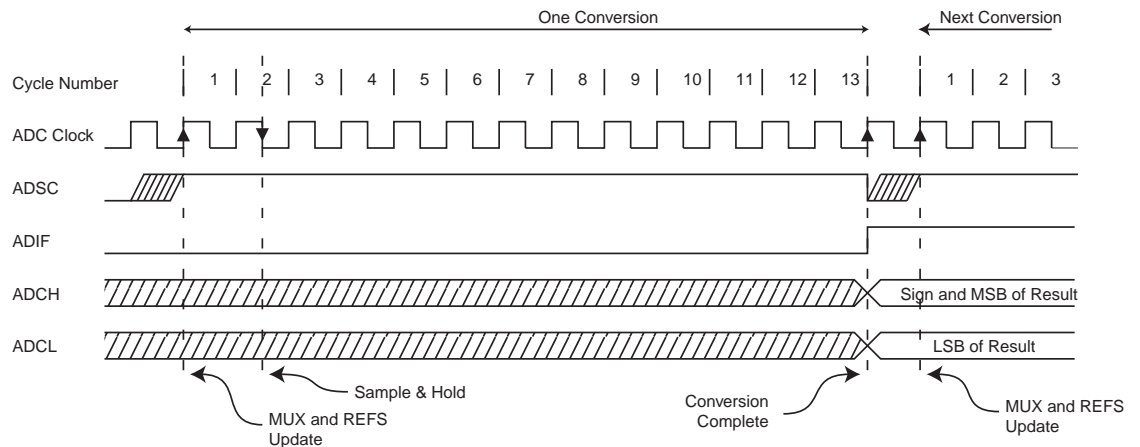 One Conversion
Next Conversion
Cycle Number
1 2 3 4 5 6 7 8 9 10 11 12 13 1 2 3
ADC Clock
ADSC
ADIF
ADCH
Sign and MSB of Result
ADCL
LSB of Result
MUX and REFS
Update
Sample & Hold
Conversion
Complete
MUX and REFS
Update